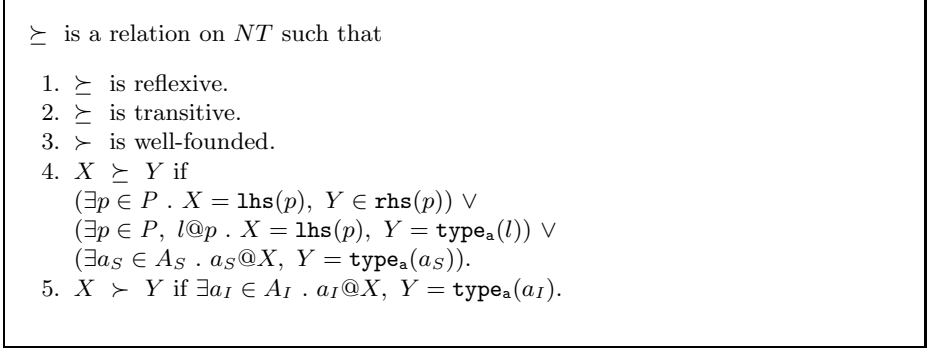 ⪰ is a relation on NT such that
1. ⪰ is reflexive.
2. ⪰ is transitive.
3. ≻ is well-founded.
4. X ⪰ Y if
(∃p ∈ P . X = lhs(p), Y ∈ rhs(p)) ∨
(∃p ∈ P, l@p . X = lhs(p), Y = typeₐ(l)) ∨
(∃a_S ∈ A_S . a_S@X, Y = typeₐ(a_S)).
5. X ≻ Y if ∃a_I ∈ A_I . a_I@X, Y = typeₐ(a_I).